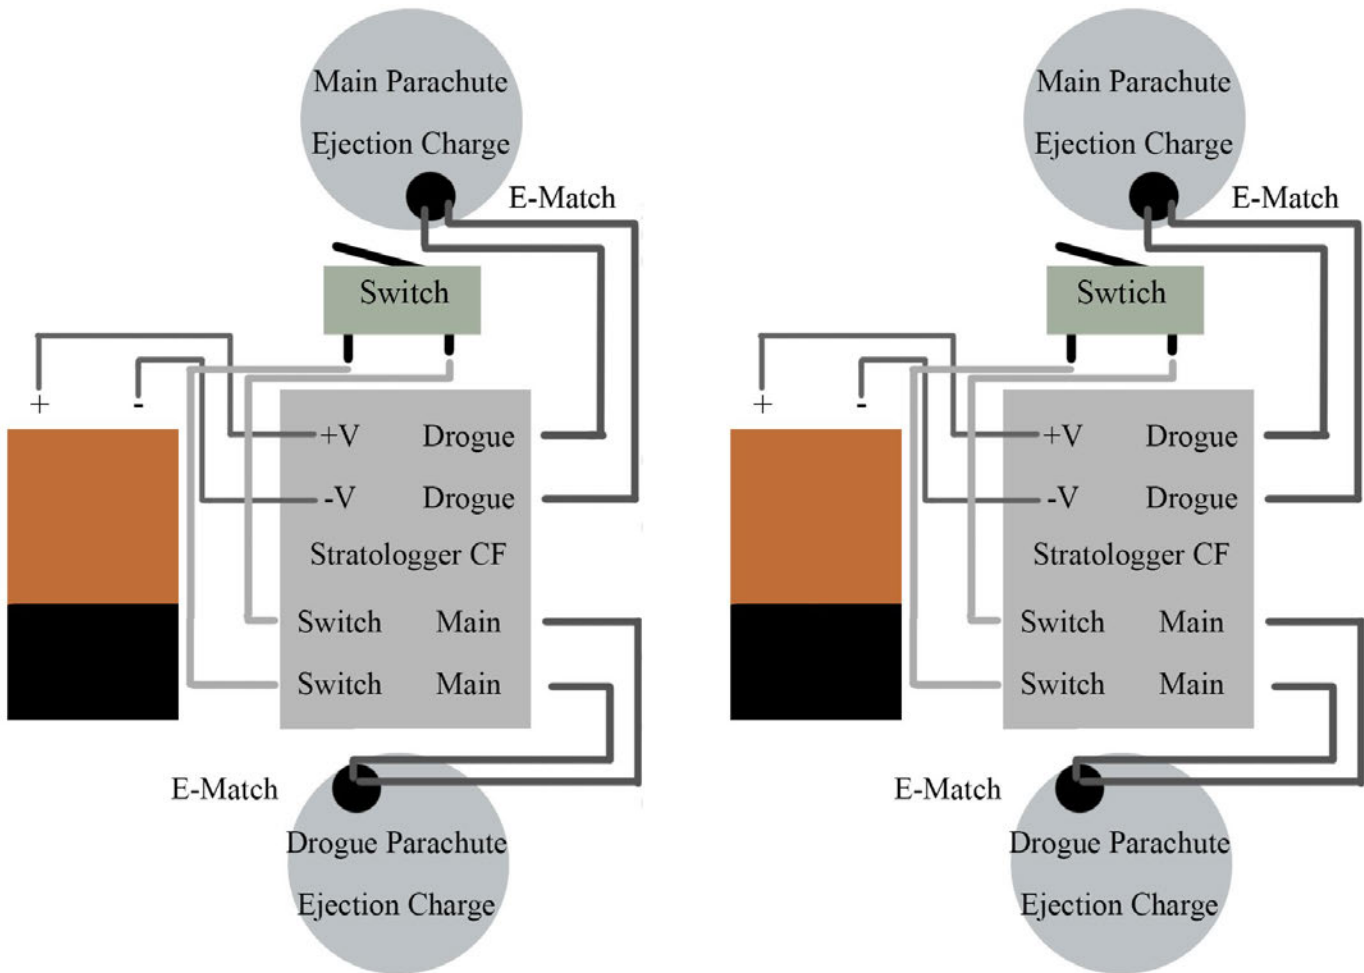 Main Parachute
Ejection Charge
E-Match
Switch
+ -
+V Drogue
-V Drogue
Stratologger CF
Switch Main
Switch Main
E-Match
Drogue Parachute
Ejection Charge
Main Parachute
Ejection Charge
E-Match
Swtich
+ -
+V Drogue
-V Drogue
Stratologger CF
Switch Main
Switch Main
E-Match
Drogue Parachute
Ejection Charge